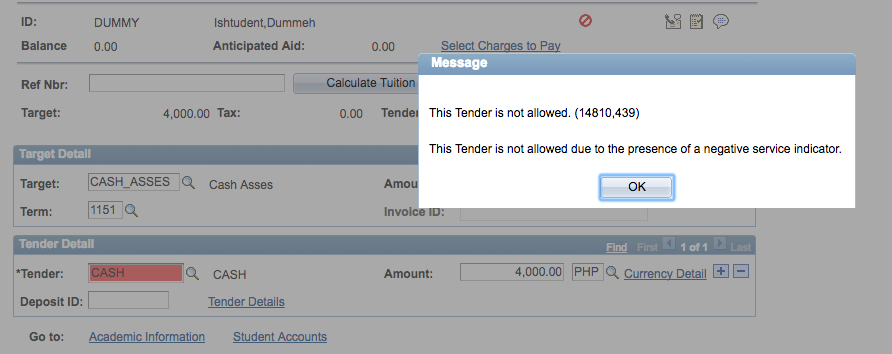 ID: DUMMY Ishtudent,Dummeh
Balance 0.00 Anticipated Aid: 0.00 Select Charges to Pay
Message
Ref Nbr: Calculate Tuition
This Tender is not allowed. (14810,439)
Target: 4,000.00 Tax: 0.00 Tender
This Tender is not allowed due to the presence of a negative service indicator.
Target Detail
OK
Target: CASH_ASSES Cash Asses Amou
Term: 1151 Invoice ID:
Tender Detail Find First 1 of 1 Last
*Tender: CASH CASH Amount: 4,000.00 PHP Currency Detail
Deposit ID: Tender Details
Go to: Academic Information Student Accounts